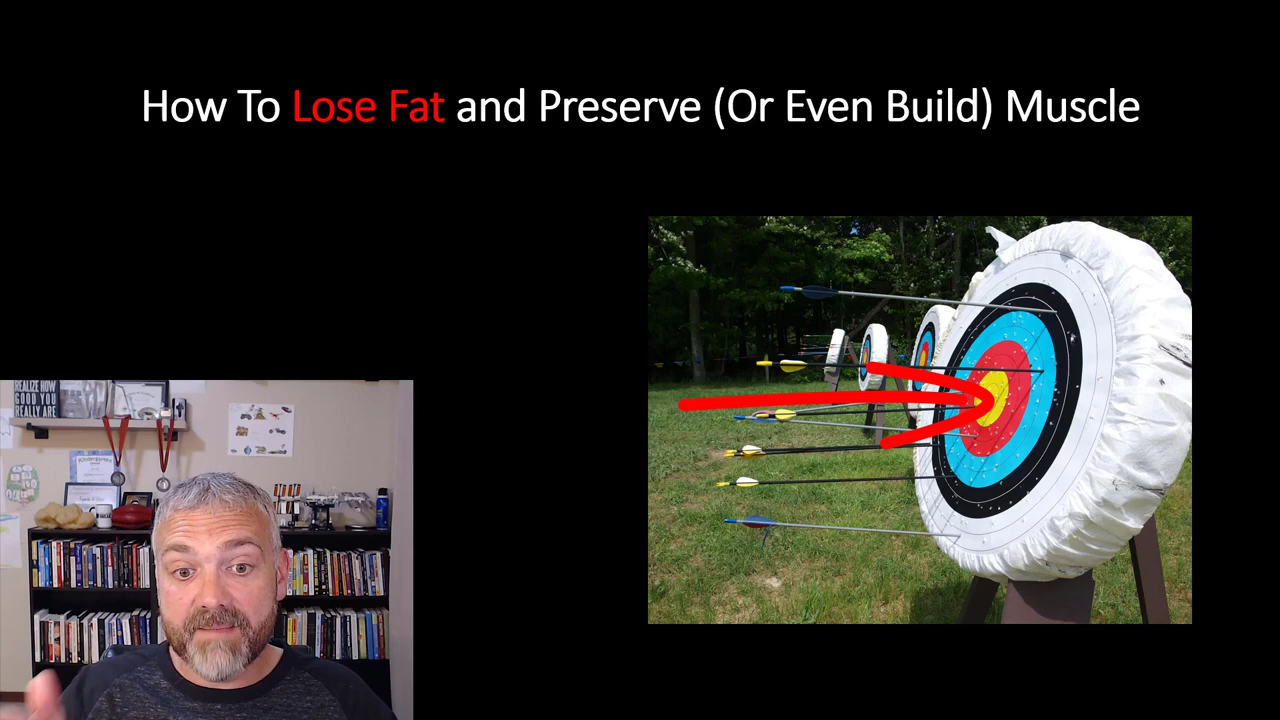 How To Lose Fat and Preserve (Or Even Build) Muscle
REALIZE HOW
GOOD YOU
REALLY ARE